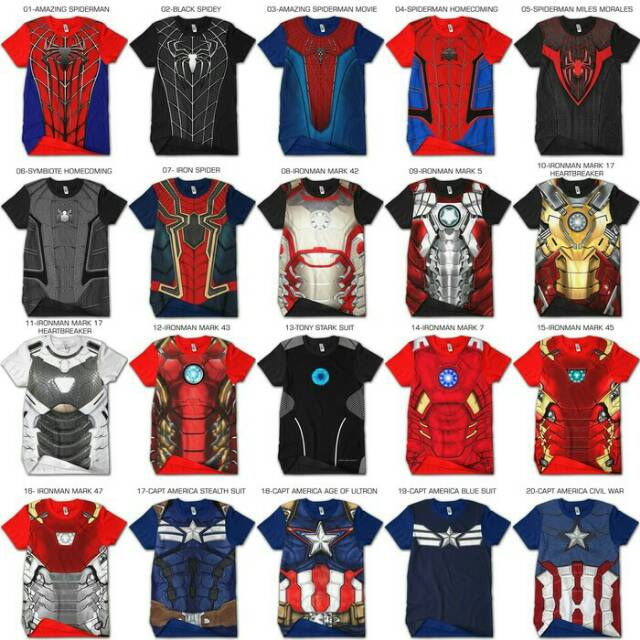 01-AMAZING SPIDERMAN
02-BLACK SPIDEY
03-AMAZING SPIDERMAN MOVIE
04-SPIDERMAN HOMECOMING
05-SPIDERMAN MILES MORALES
06-SYMBIOTE HOMECOMING
07- IRON SPIDER
08-IRONMAN MARK 42
09-IRONMAN MARK 5
10-IRONMAN MARK 17
HEARTBREAKER
11-IRONMAN MARK 17
HEARTBREAKER
12-IRONMAN MARK 43
13-TONY STARK SUIT
14-IRONMAN MARK 7
15-IRONMAN MARK 45
16- IRONMAN MARK 47
17-CAPT AMERICA STEALTH SUIT
18-CAPT AMERICA AGE OF ULTRON
19-CAPT AMERICA BLUE SUIT
20-CAPT AMERICA CIVIL WAR